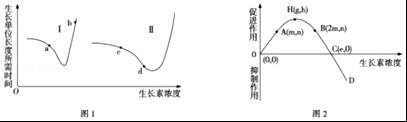 生长单位长度所需时间
Ⅰ
b
a
Ⅱ
c
d
O
生长素浓度
图1
促进作用
H(g,h)
A(m,n)
B(2m,n)
O
C(e,0)
(0,0)
生长素浓度
抑制作用
D
图2